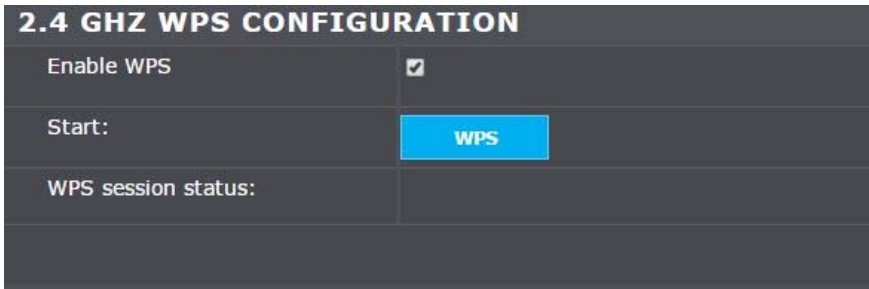 2.4 GHZ WPS CONFIGURATION
Enable WPS
Start:
WPS
WPS session status: